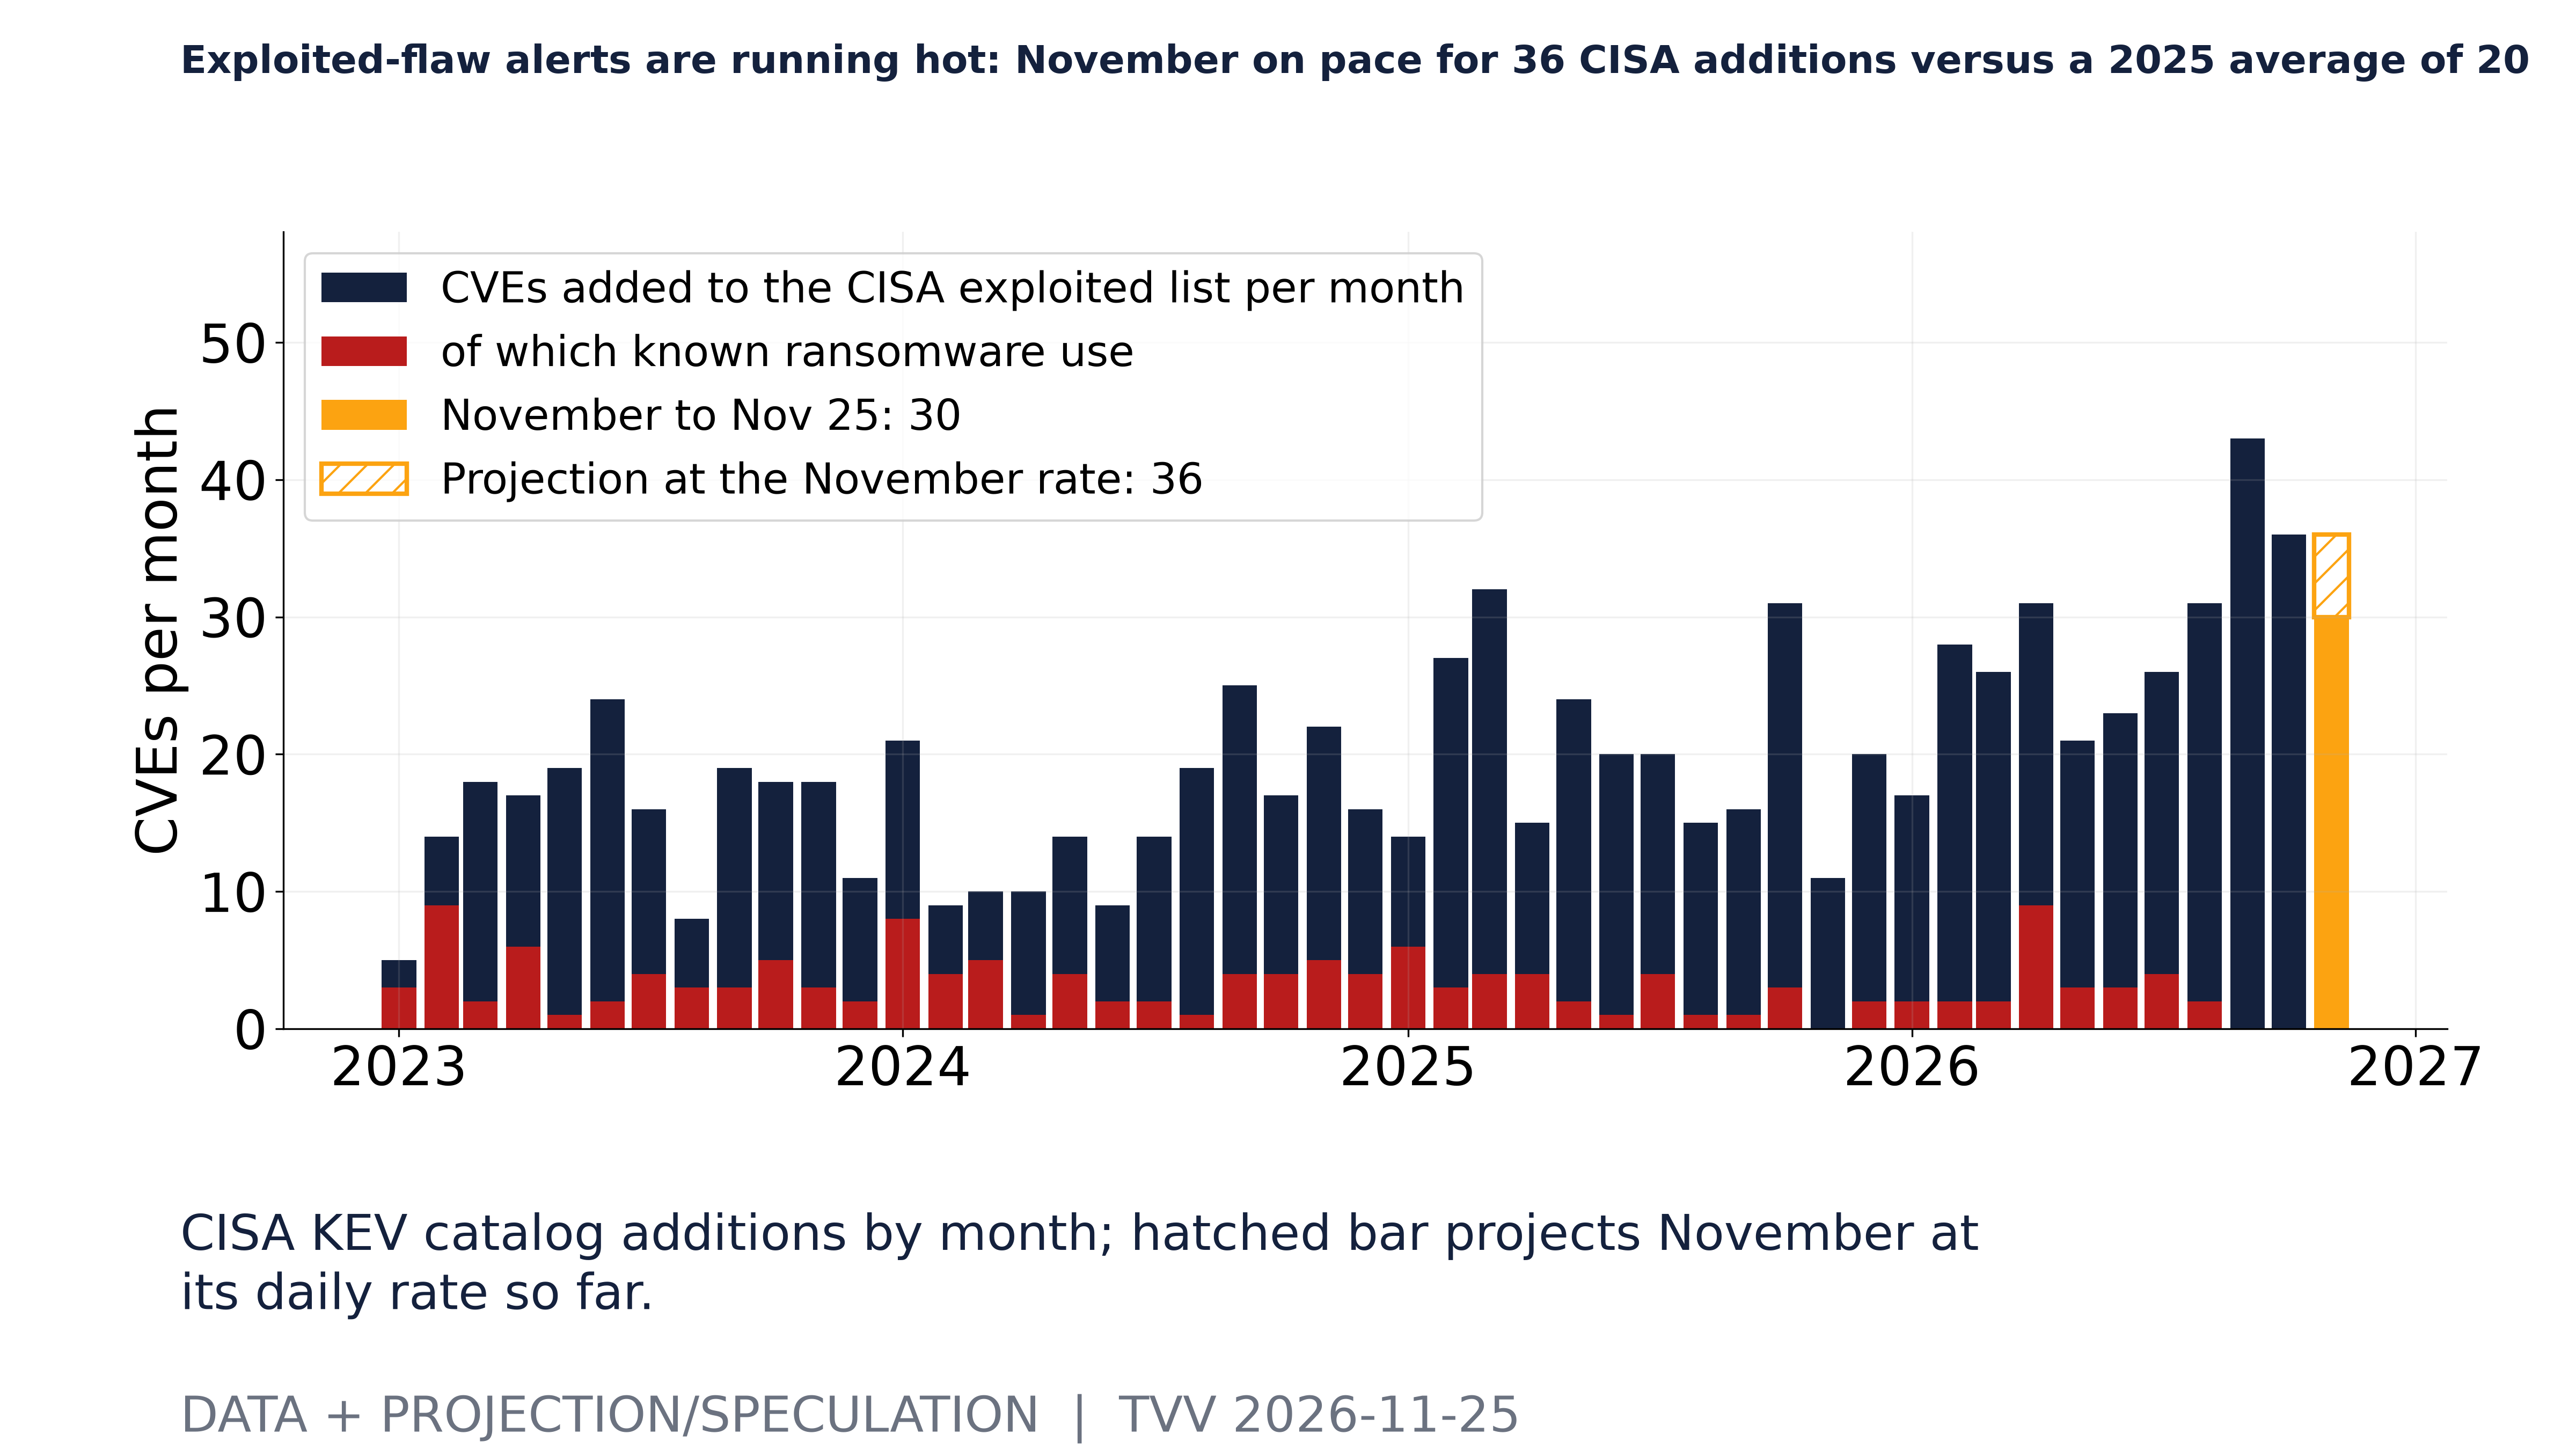 Exploited-flaw alerts are running hot: November on pace for 36 CISA additions versus a 2025 average of 20
CVEs added to the CISA exploited list per month
of which known ransomware use
November to Nov 25: 30
Projection at the November rate: 36
CVEs per month
50
40
30
20
10
0
2023
2024
2025
2026
2027
CISA KEV catalog additions by month; hatched bar projects November at
its daily rate so far.
DATA + PROJECTION/SPECULATION | TVV 2026-11-25